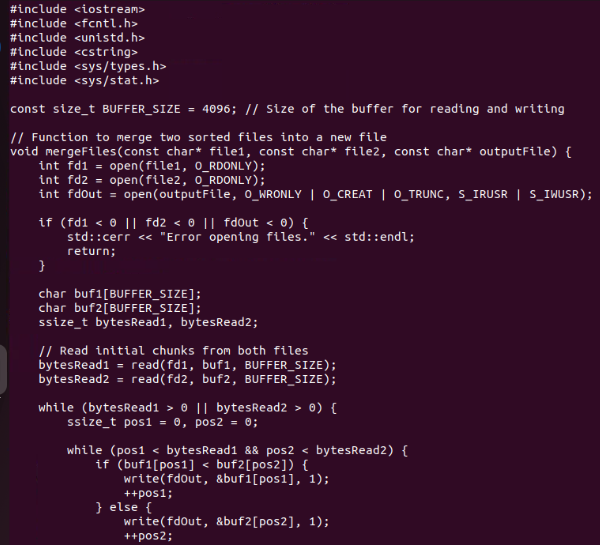 #include <iostream>
#include <fcntl.h>
#include <unistd.h>
#include <cstring>
#include <sys/types.h>
#include <sys/stat.h>

const size_t BUFFER_SIZE = 4096; // Size of the buffer for reading and writing

// Function to merge two sorted files into a new file
void mergeFiles(const char* file1, const char* file2, const char* outputFile) {
    int fd1 = open(file1, O_RDONLY);
    int fd2 = open(file2, O_RDONLY);
    int fdOut = open(outputFile, O_WRONLY | O_CREAT | O_TRUNC, S_IRUSR | S_IWUSR);

    if (fd1 < 0 || fd2 < 0 || fdOut < 0) {
        std::cerr << "Error opening files." << std::endl;
        return;
    }

    char buf1[BUFFER_SIZE];
    char buf2[BUFFER_SIZE];
    ssize_t bytesRead1, bytesRead2;

    // Read initial chunks from both files
    bytesRead1 = read(fd1, buf1, BUFFER_SIZE);
    bytesRead2 = read(fd2, buf2, BUFFER_SIZE);

    while (bytesRead1 > 0 || bytesRead2 > 0) {
        ssize_t pos1 = 0, pos2 = 0;

        while (pos1 < bytesRead1 && pos2 < bytesRead2) {
            if (buf1[pos1] < buf2[pos2]) {
                write(fdOut, &buf1[pos1], 1);
                ++pos1;
            } else {
                write(fdOut, &buf2[pos2], 1);
                ++pos2;